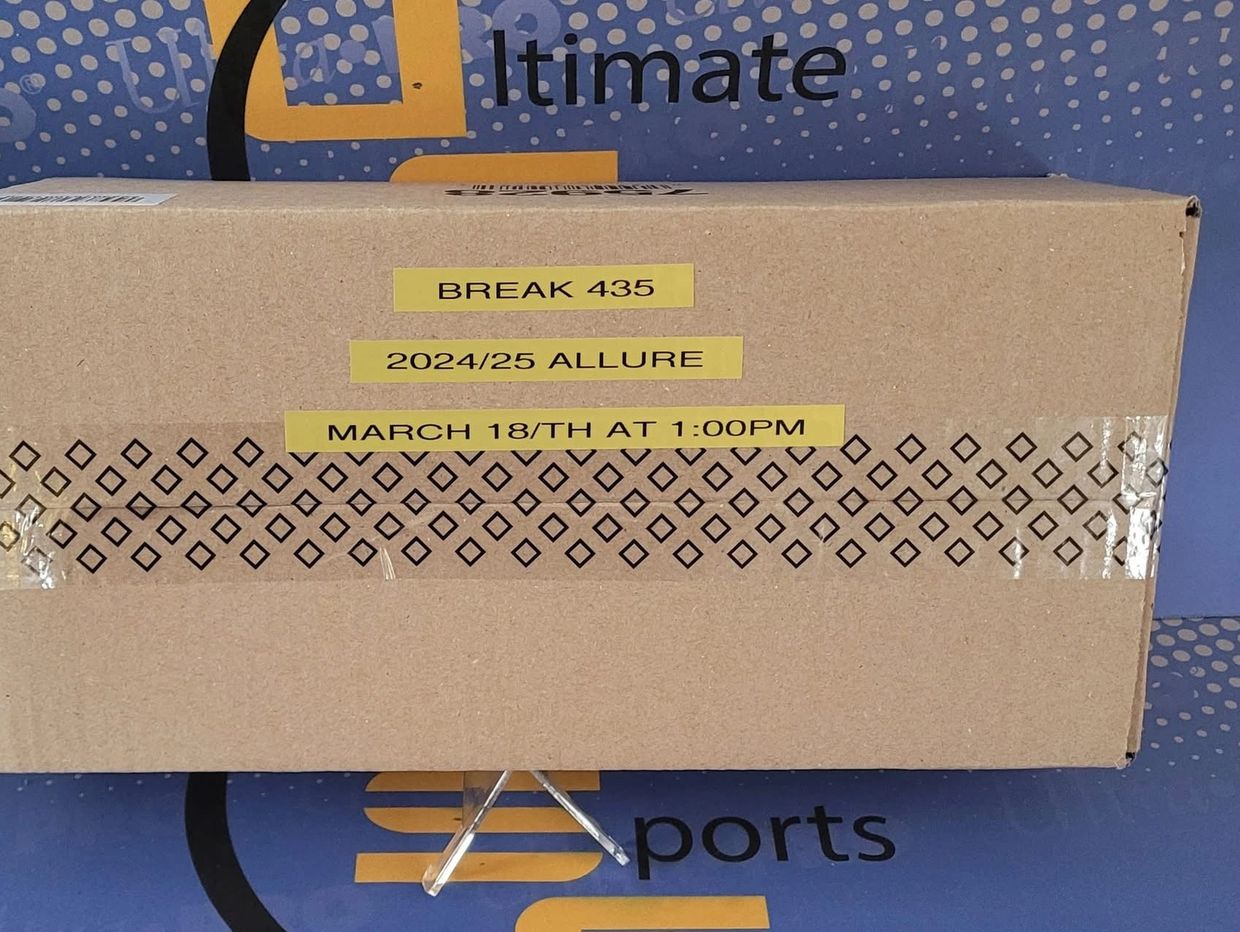 ltimate
BREAK 435
2024/25 ALLURE
MARCH 18/TH AT 1:00PM
ports